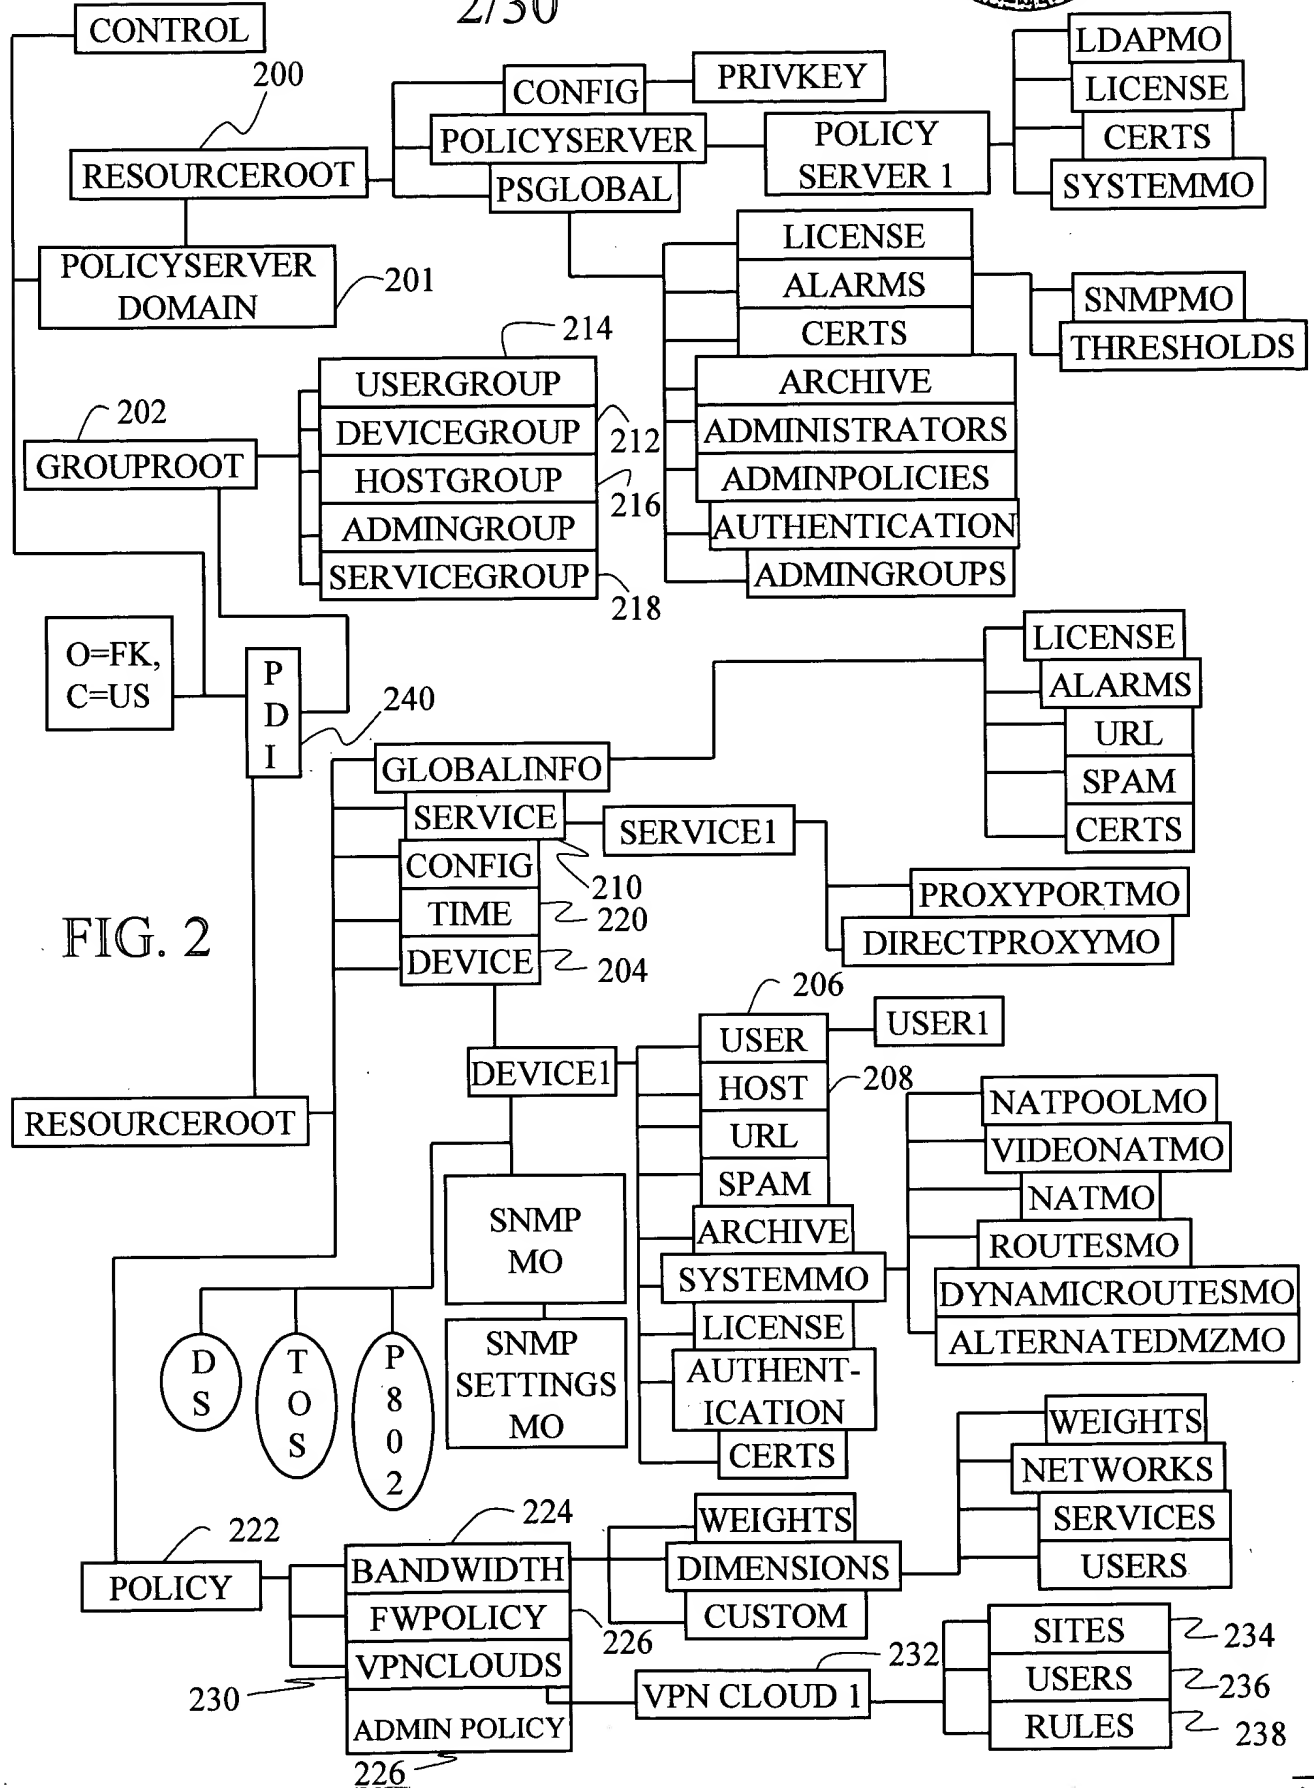 2/30
CONTROL
200
CONFIG
PRIVKEY
LDAPMO
LICENSE
CERTS
SYSTEMMO
RESOURCEROOT
POLICYSERVER
PSGLOBAL
POLICY
SERVER 1
POLICYSERVER
DOMAIN
201
LICENSE
ALARMS
CERTS
ARCHIVE
ADMINISTRATORS
ADMINPOLICIES
AUTHENTICATION
ADMINGROUPS
SNMPMO
THRESHOLDS
214
202
GROUPROOT
USERGROUP
DEVICEGROUP
HOSTGROUP
ADMINGROUP
SERVICEGROUP
212
216
218
O=FK,
C=US
P
D
I
240
GLOBALINFO
SERVICE
CONFIG
TIME
DEVICE
SERVICE1
210
220
204
LICENSE
ALARMS
URL
SPAM
CERTS
PROXYPORTMO
DIRECTPROXYMO
FIG. 2
206
DEVICE1
USER
HOST
URL
SPAM
ARCHIVE
SYSTEMMO
LICENSE
AUTHENT-
ICATION
CERTS
USER1
208
NATPOOLMO
VIDEONATMO
NATMO
ROUTESMO
DYNAMICROUTESMO
ALTERNATEDMZMO
RESOURCEROOT
SNMP
MO
SNMP
SETTINGS
MO
D
S
T
O
S
P
8
0
2
222
POLICY
224
BANDWIDTH
FWPOLICY
VPNCLOUDS
ADMIN POLICY
226
230
226
WEIGHTS
DIMENSIONS
CUSTOM
WEIGHTS
NETWORKS
SERVICES
USERS
232
VPN CLOUD 1
SITES
USERS
RULES
234
236
238